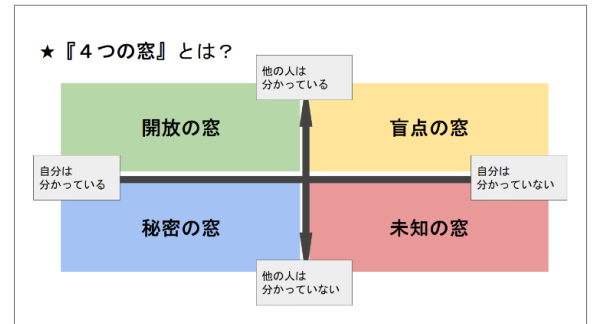 ★『４つの窓』とは？
他の人は
分かっている
開放の窓
盲点の窓
自分は
分かっている
自分は
分かっていない
秘密の窓
未知の窓
他の人は
分かっていない